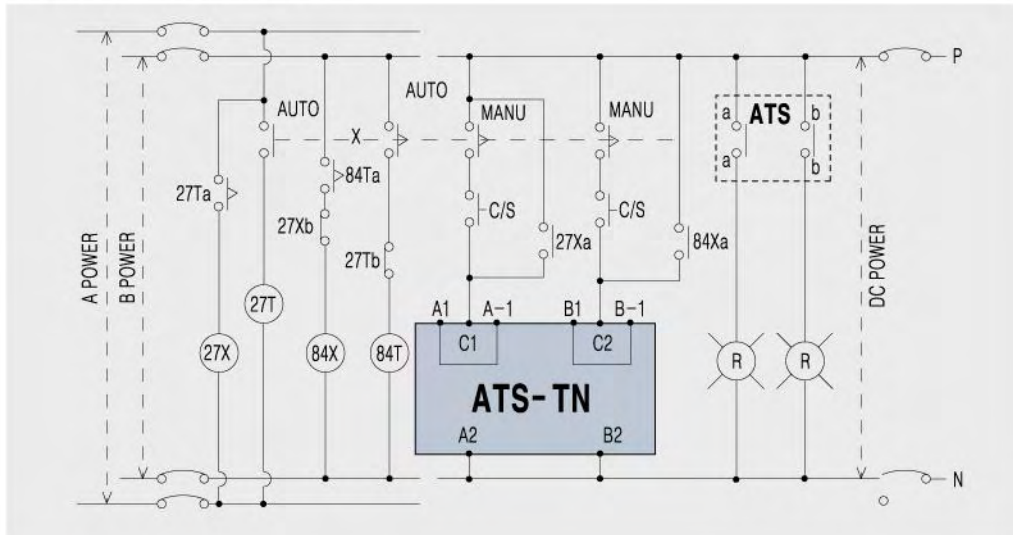 P
AUTO
AUTO
MANU
MANU
a
ATS
b
X
84Ta
a
b
27Ta
C/S
C/S
27Xb
27Xa
84Xa
27Tb
A POWER
B POWER
DC POWER
27T
A1
A-1
B1
B-1
27X
84X
84T
C1
C2
R
R
ATS-TN
A2
B2
N